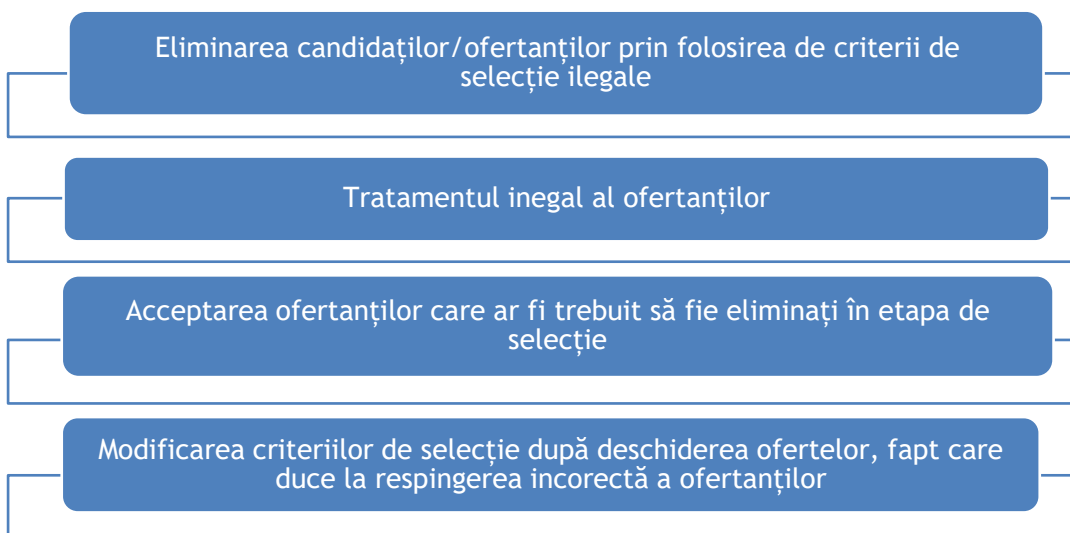 Eliminarea candidaților/ofertanților prin folosirea de criterii de
selecție ilegale
Tratamentul inegal al ofertanților
Acceptarea ofertanților care ar fi trebuit să fie eliminați în etapa de
selecție
Modificarea criteriilor de selecție după deschiderea ofertelor, fapt care
duce la respingerea incorectă a ofertanților